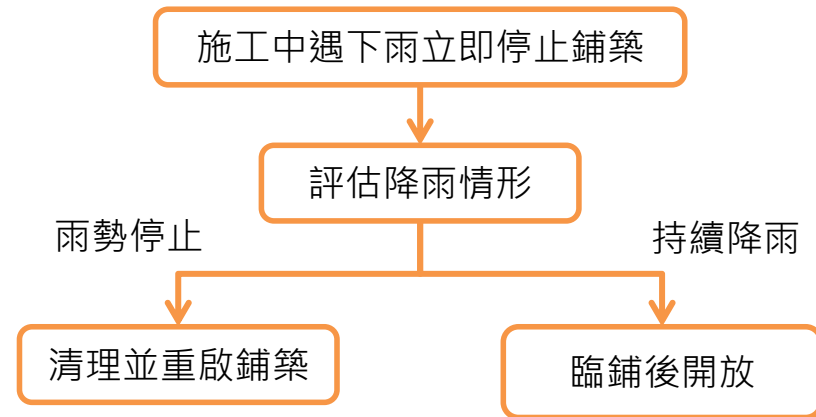 施工中遇下雨立即停止鋪築
評估降雨情形
雨勢停止
持續降雨
清理並重啟鋪築
臨鋪後開放